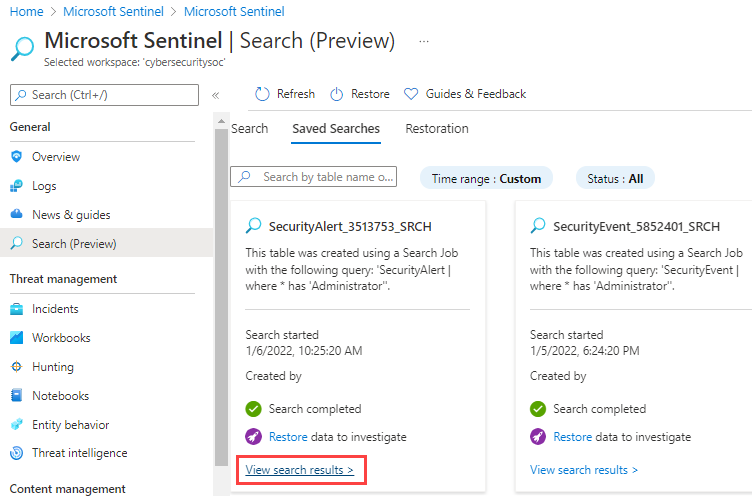 Home > Microsoft Sentinel > Microsoft Sentinel
Microsoft Sentinel | Search (Preview) ...
Selected workspace: 'cybersecuritysoc'
Search (Ctrl+/) «
Refresh Restore Guides & Feedback
General
Overview
Logs
News & guides
Search (Preview)
Threat management
Incidents
Workbooks
Hunting
Notebooks
Entity behavior
Threat intelligence
Content management
Search Saved Searches Restoration
Search by table name o... Time range : Custom Status : All
SecurityAlert_3513753_SRCH
This table was created using a Search Job
with the following query: 'SecurityAlert |
where * has 'Administrator''.
Search started
1/6/2022, 10:25:20 AM
Created by
Search completed
Restore data to investigate
View search results >
SecurityEvent_5852401_SRCH
This table was created using a Search Job
with the following query: 'SecurityEvent |
where * has 'Administrator''.
Search started
1/5/2022, 6:24:20 PM
Created by
Search completed
Restore data to investigate
View search results >